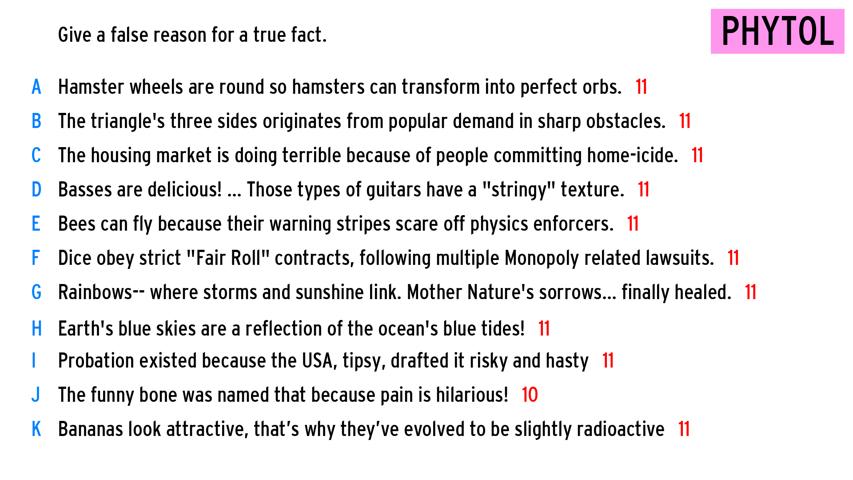 Give a false reason for a true fact.
PHYTOL
A Hamster wheels are round so hamsters can transform into perfect orbs. 11
B The triangle's three sides originates from popular demand in sharp obstacles. 11
C The housing market is doing terrible because of people committing home-icide. 11
D Basses are delicious! ... Those types of guitars have a "stringy" texture. 11
E Bees can fly because their warning stripes scare off physics enforcers. 11
F Dice obey strict "Fair Roll" contracts, following multiple Monopoly related lawsuits. 11
G Rainbows-- where storms and sunshine link. Mother Nature's sorrows... finally healed. 11
H Earth's blue skies are a reflection of the ocean's blue tides! 11
I Probation existed because the USA, tipsy, drafted it risky and hasty 11
J The funny bone was named that because pain is hilarious! 10
K Bananas look attractive, that’s why they’ve evolved to be slightly radioactive 11